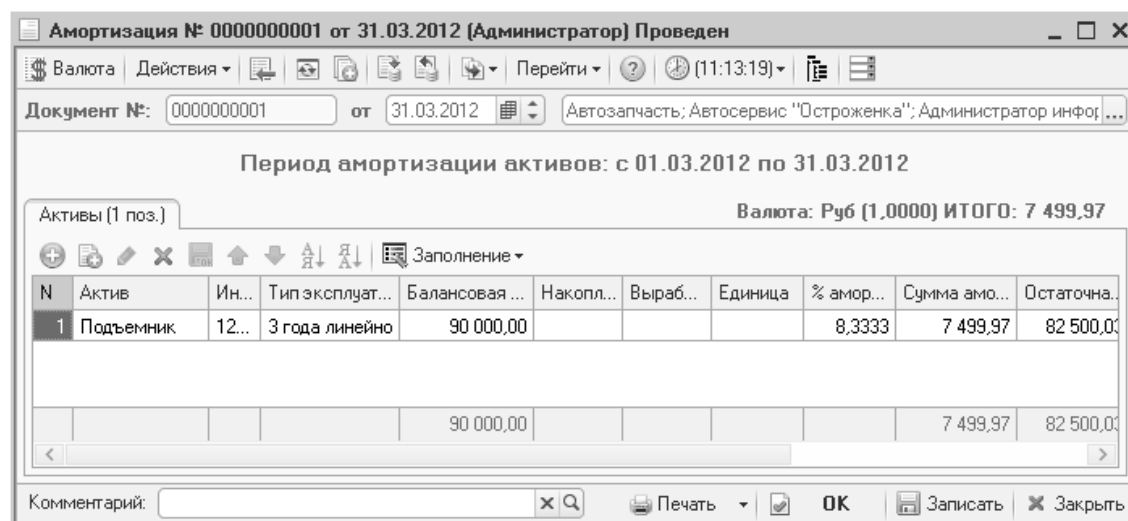 Амортизация № 0000000001 от 31.03.2012 (Администратор) Проведен
Валюта Действия Перейти (11:13:19)
Документ №: 0000000001 от 31.03.2012 Автозапчасть; Автосервис "Остроженка"; Администратор инфор ...
Период амортизации активов: с 01.03.2012 по 31.03.2012
Активы (1 поз.) Валюта: Руб (1,0000) ИТОГО: 7 499,97
Заполнение
N Актив Ин... Тип эксплуат... Балансовая ... Накопл... Выраб... Единица % амор... Сумма амо... Остаточна...
1 Подъемник 12... 3 года линейно 90 000,00 8,3333 7 499,97 82 500,03
90 000,00 7 499,97 82 500,03
Комментарий: Печать OK Записать Закрыть